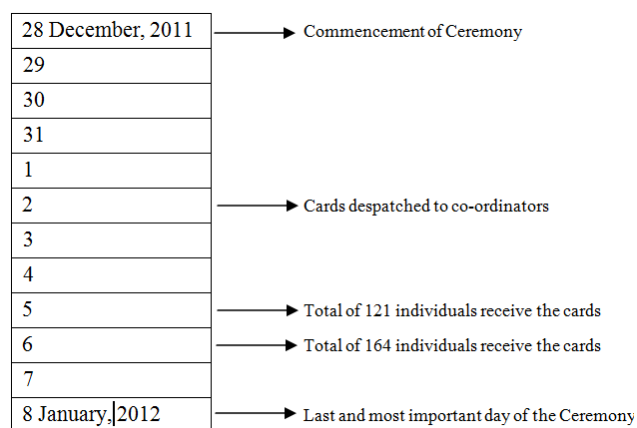 28 December, 2011 Commencement of Ceremony
29
30
31
1
2 Cards despatched to co-ordinators
3
4
5 Total of 121 individuals receive the cards
6 Total of 164 individuals receive the cards
7
8 January, 2012 Last and most important day of the Ceremony